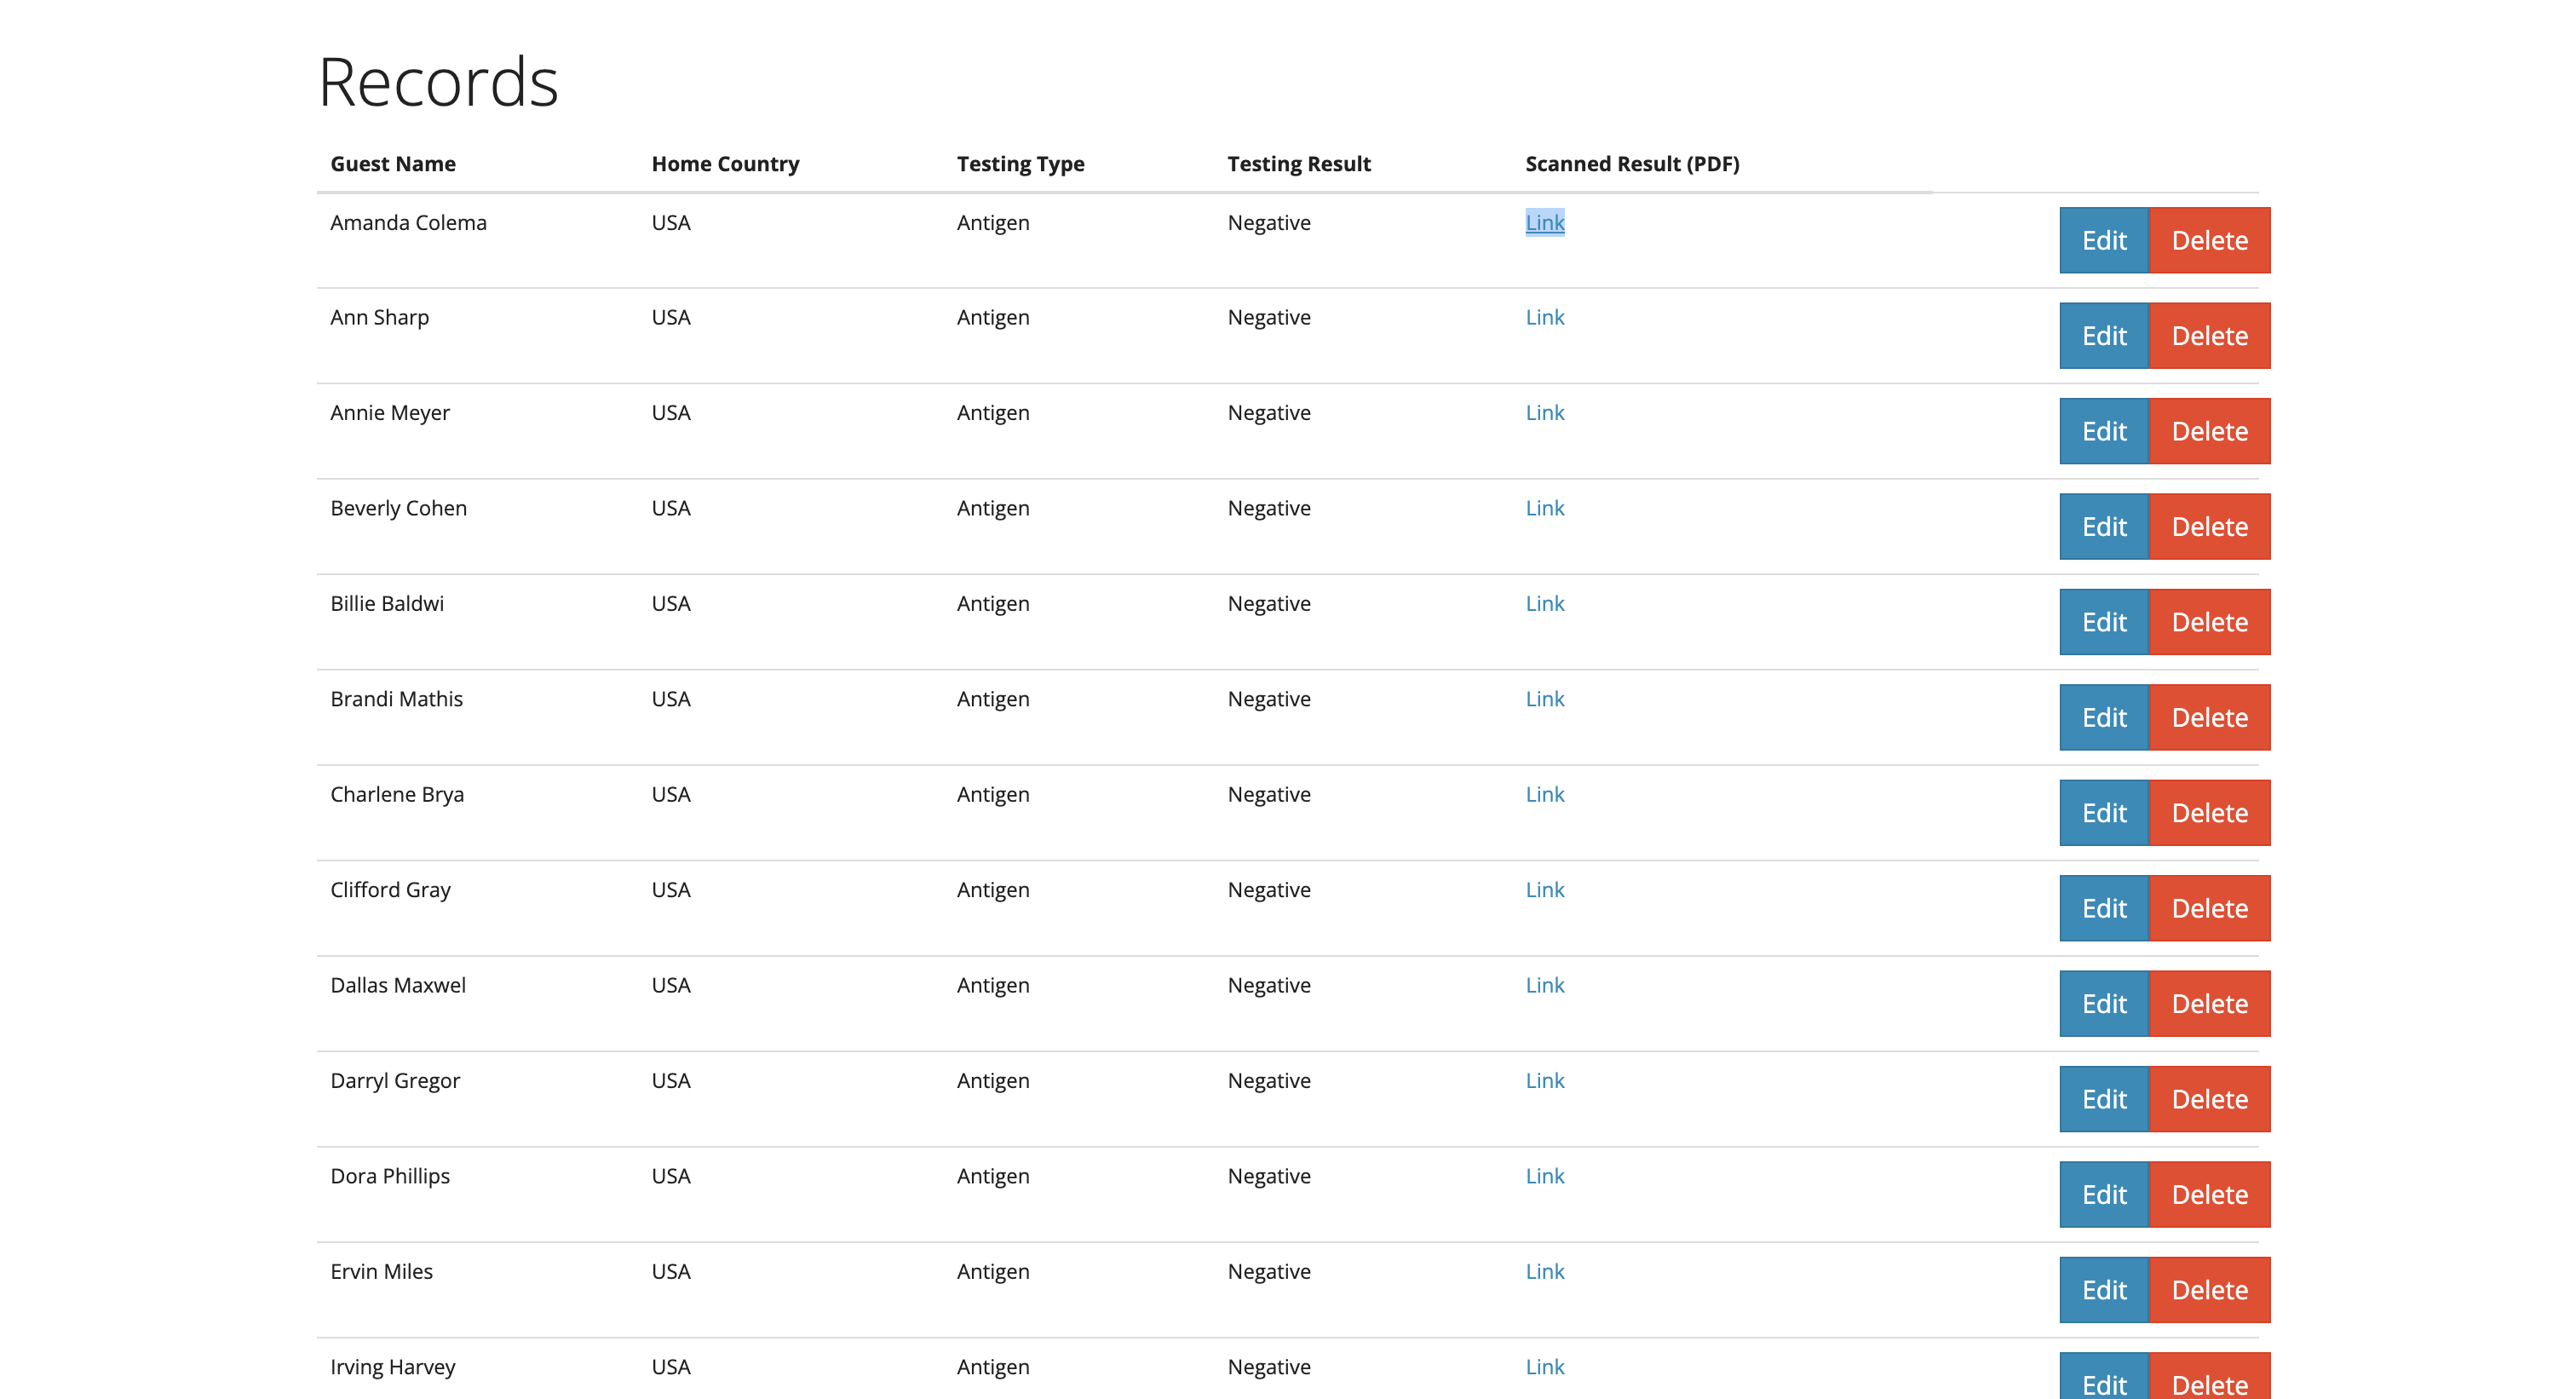 Records
Guest Name Home Country Testing Type Testing Result Scanned Result (PDF)
Amanda Colema USA Antigen Negative Link Edit Delete
Ann Sharp USA Antigen Negative Link Edit Delete
Annie Meyer USA Antigen Negative Link Edit Delete
Beverly Cohen USA Antigen Negative Link Edit Delete
Billie Baldwi USA Antigen Negative Link Edit Delete
Brandi Mathis USA Antigen Negative Link Edit Delete
Charlene Brya USA Antigen Negative Link Edit Delete
Clifford Gray USA Antigen Negative Link Edit Delete
Dallas Maxwel USA Antigen Negative Link Edit Delete
Darryl Gregor USA Antigen Negative Link Edit Delete
Dora Phillips USA Antigen Negative Link Edit Delete
Ervin Miles USA Antigen Negative Link Edit Delete
Irving Harvey USA Antigen Negative Link Edit Delete